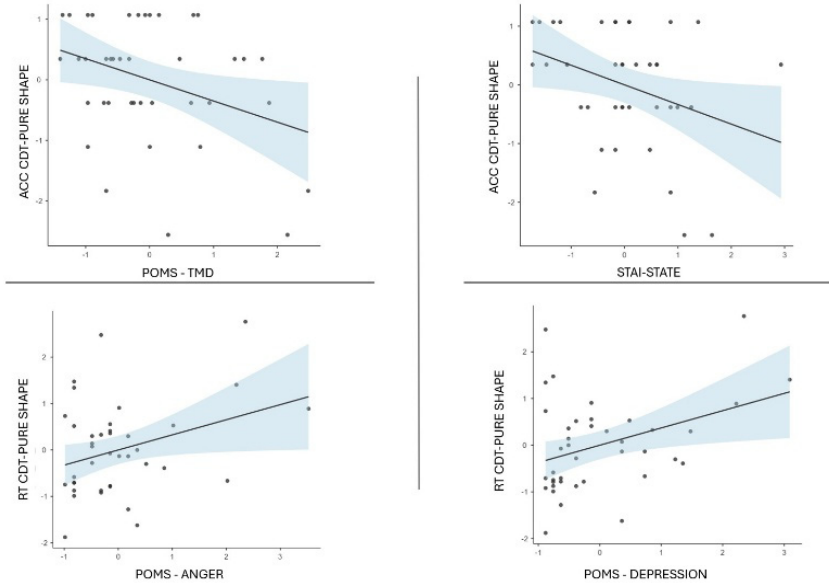 ACC CDT-PURE SHAPE
1
0
-1
-2
-1 0 1 2
POMS - TMD
ACC CDT-PURE SHAPE
1
0
-1
-2
-1 0 1 2 3
STAI-STATE
RT CDT-PURE SHAPE
2
1
0
-1
-2
-1 0 1 2 3
POMS - ANGER
RT CDT-PURE SHAPE
2
1
0
-1
-2
-1 0 1 2 3
POMS - DEPRESSION